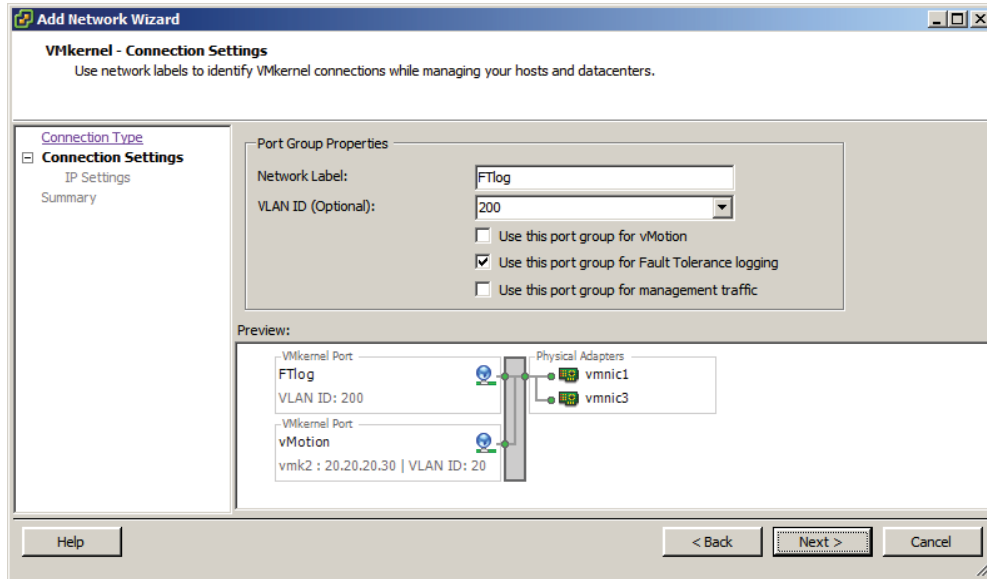 Add Network Wizard
VMkernel - Connection Settings
Use network labels to identify VMkernel connections while managing your hosts and datacenters.
Connection Type
Connection Settings
IP Settings
Summary
Port Group Properties
Network Label:
FTlog
VLAN ID (Optional):
200
Use this port group for vMotion
Use this port group for Fault Tolerance logging
Use this port group for management traffic
Preview:
VMkernel Port
FTlog
VLAN ID: 200
VMkernel Port
vMotion
vmk2 : 20.20.20.30 | VLAN ID: 20
Physical Adapters
vmnic1
vmnic3
Help
< Back
Next >
Cancel